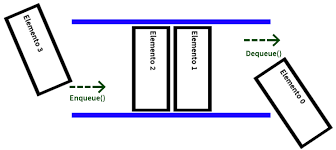 Elemento 3
Enqueue()
Elemento 2
Elemento 1
Dequeue()
Elemento 0